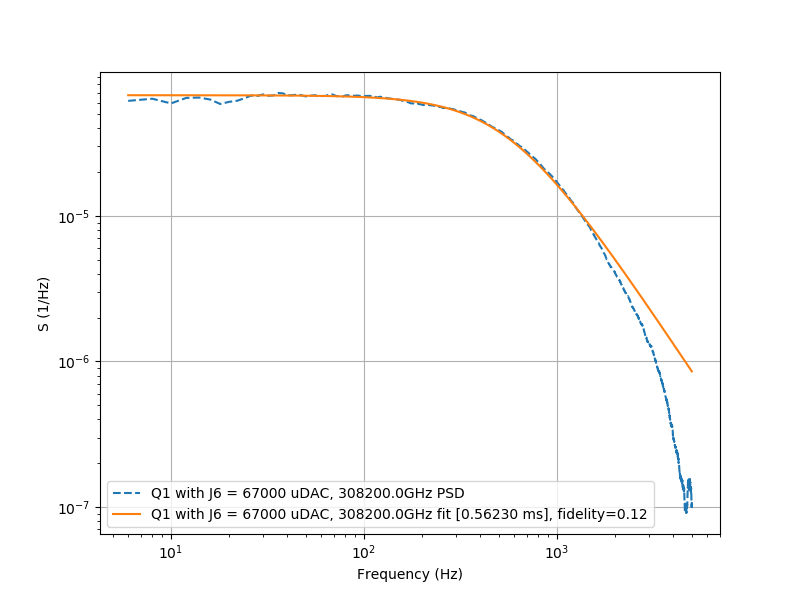 S (1/Hz)
10⁻⁵
10⁻⁶
10⁻⁷
Q1 with J6 = 67000 uDAC, 308200.0GHz PSD
Q1 with J6 = 67000 uDAC, 308200.0GHz fit [0.56230 ms], fidelity=0.12
10¹ 10² 10³
Frequency (Hz)